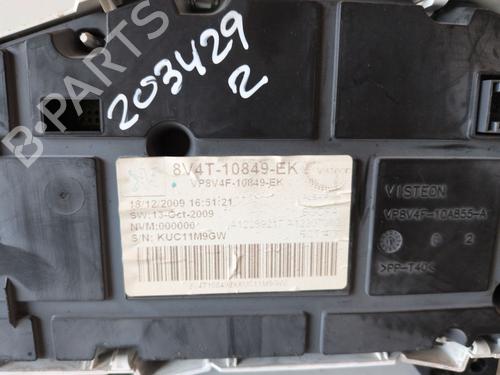 B-PARTS
203429
2
8V4T-10849-EK
VP8V4F-10849-EK
18/12/2009 16:51:21
SW:13-Oct-2009
NVM:000000
S/N: KUC11M9GW
VISTEON
VP8V4F-10A855-A
2
>PP-T40<